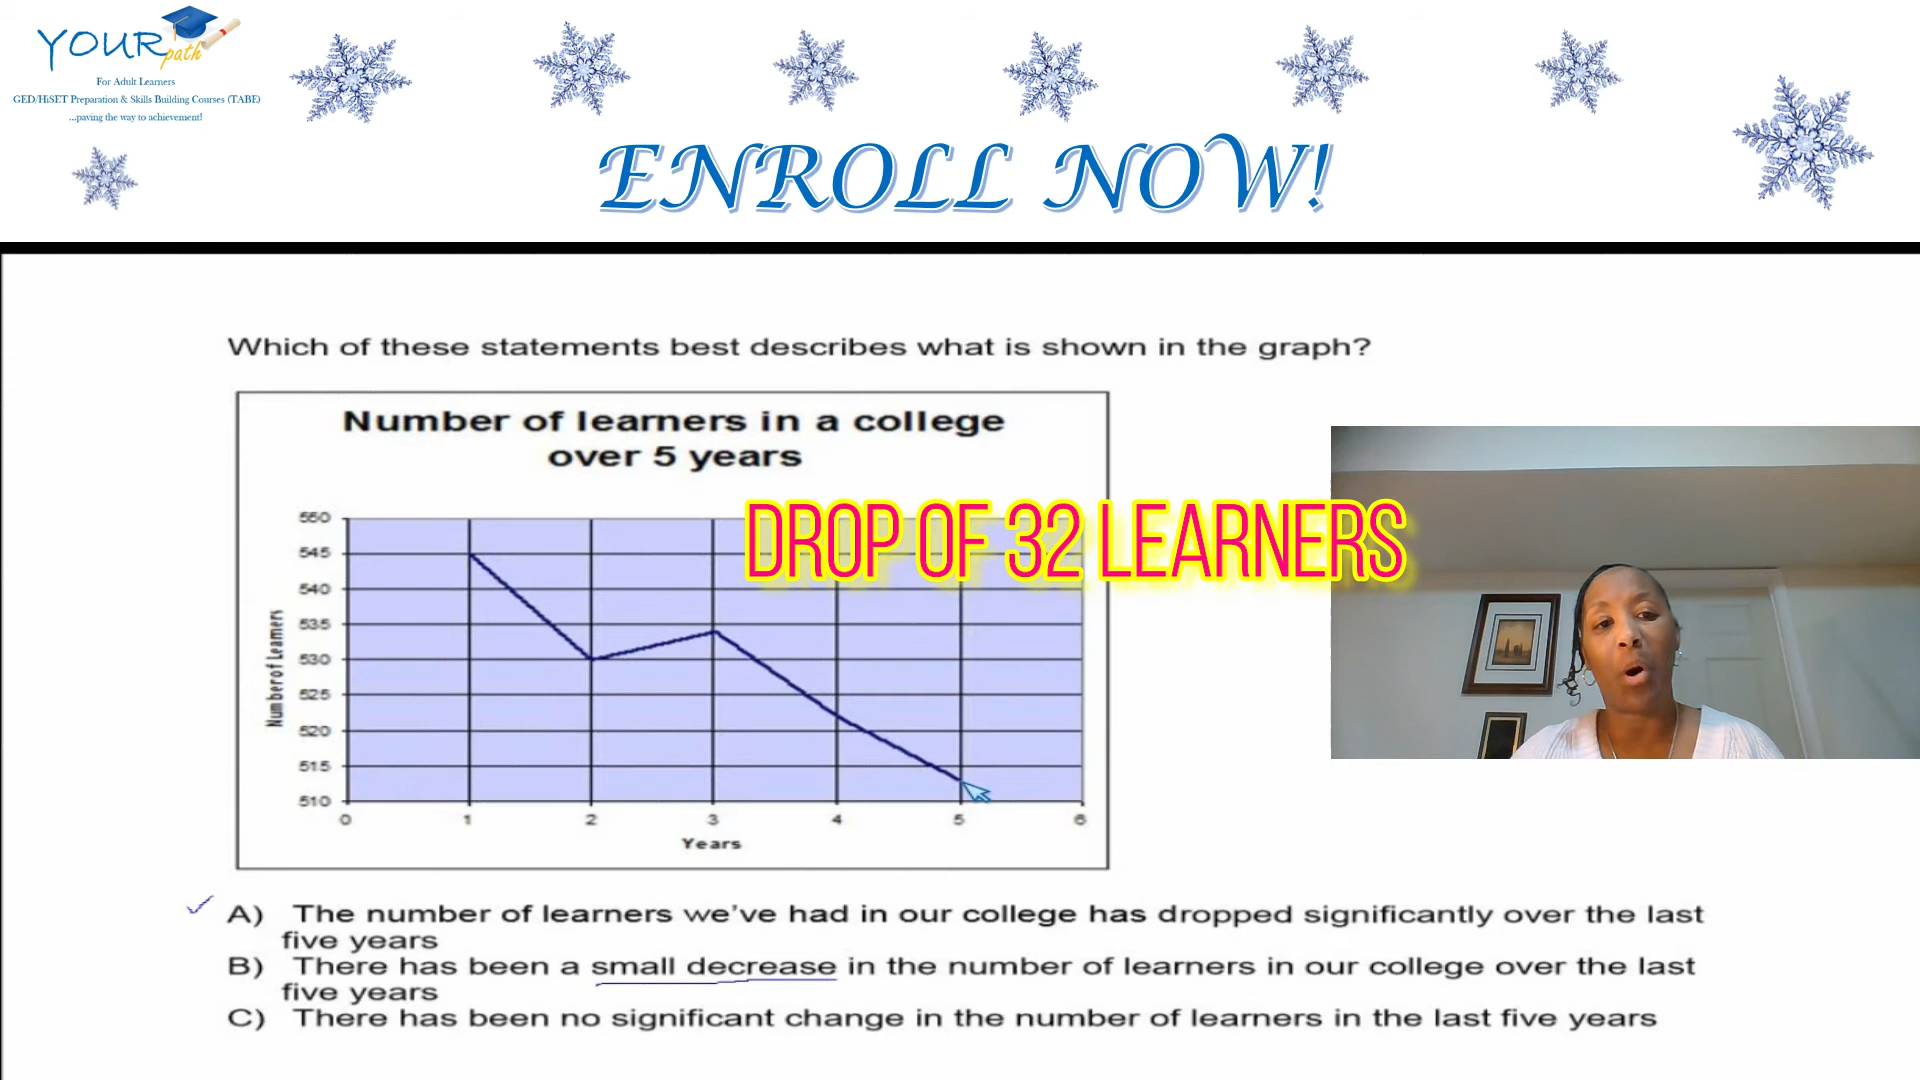 YOUR
path
For Adult Learners
GED/HiSET Preparation & Skills Building Courses (TABE)
...paving the way to achievement!
ENROLL NOW!
Which of these statements best describes what is shown in the graph?
Number of learners in a college
over 5 years
DROP OF 32 LEARNERS
550
545
540
535
530
525
520
515
510
Number of Learners
0 1 2 3 4 5 6
Years
A) The number of learners we've had in our college has dropped significantly over the last
five years
B) There has been a small decrease in the number of learners in our college over the last
five years
C) There has been no significant change in the number of learners in the last five years